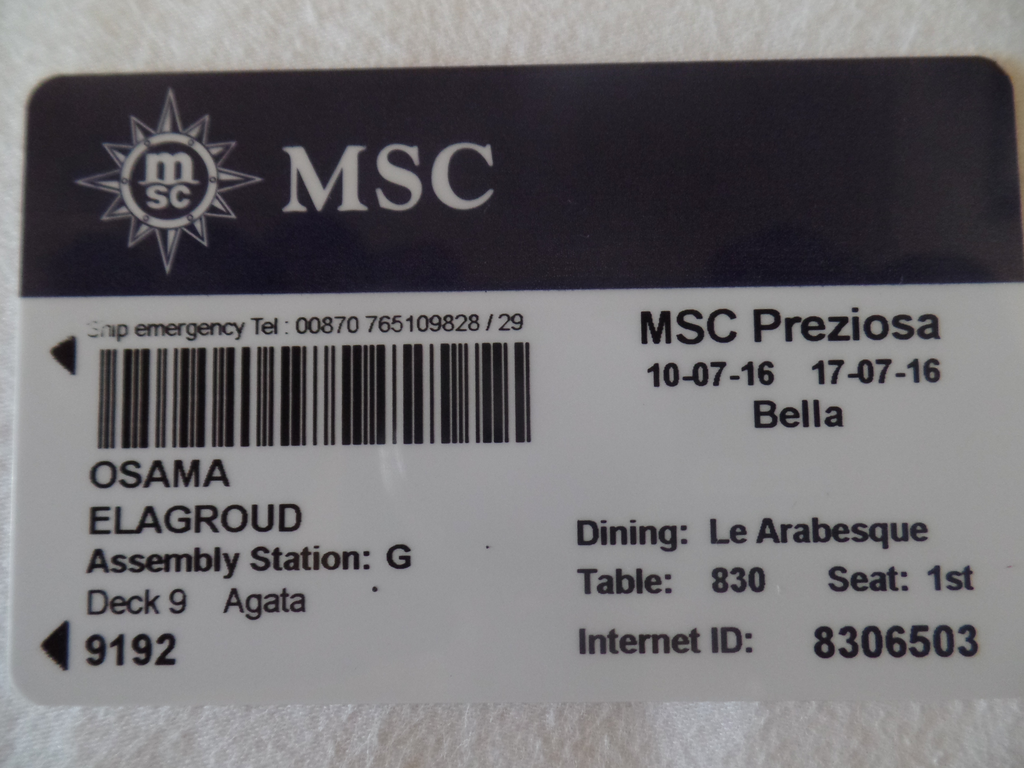 m
SC
MSC
Ship emergency Tel : 00870 765109828 / 29
MSC Preziosa
10-07-16 17-07-16
Bella
OSAMA
ELAGROUD
Assembly Station: G
Deck 9 Agata
9192
Dining: Le Arabesque
Table: 830 Seat: 1st
Internet ID: 8306503